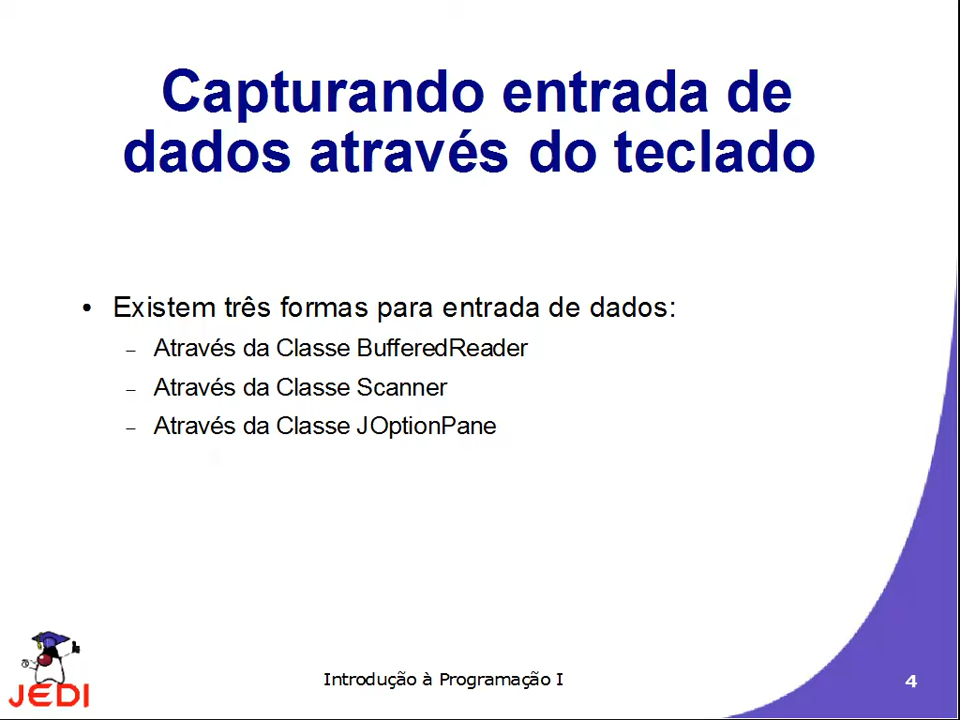 Capturando entrada de
dados através do teclado
• Existem três formas para entrada de dados:
– Através da Classe BufferedReader
– Através da Classe Scanner
– Através da Classe JOptionPane
JEDI
Introdução à Programação I
4